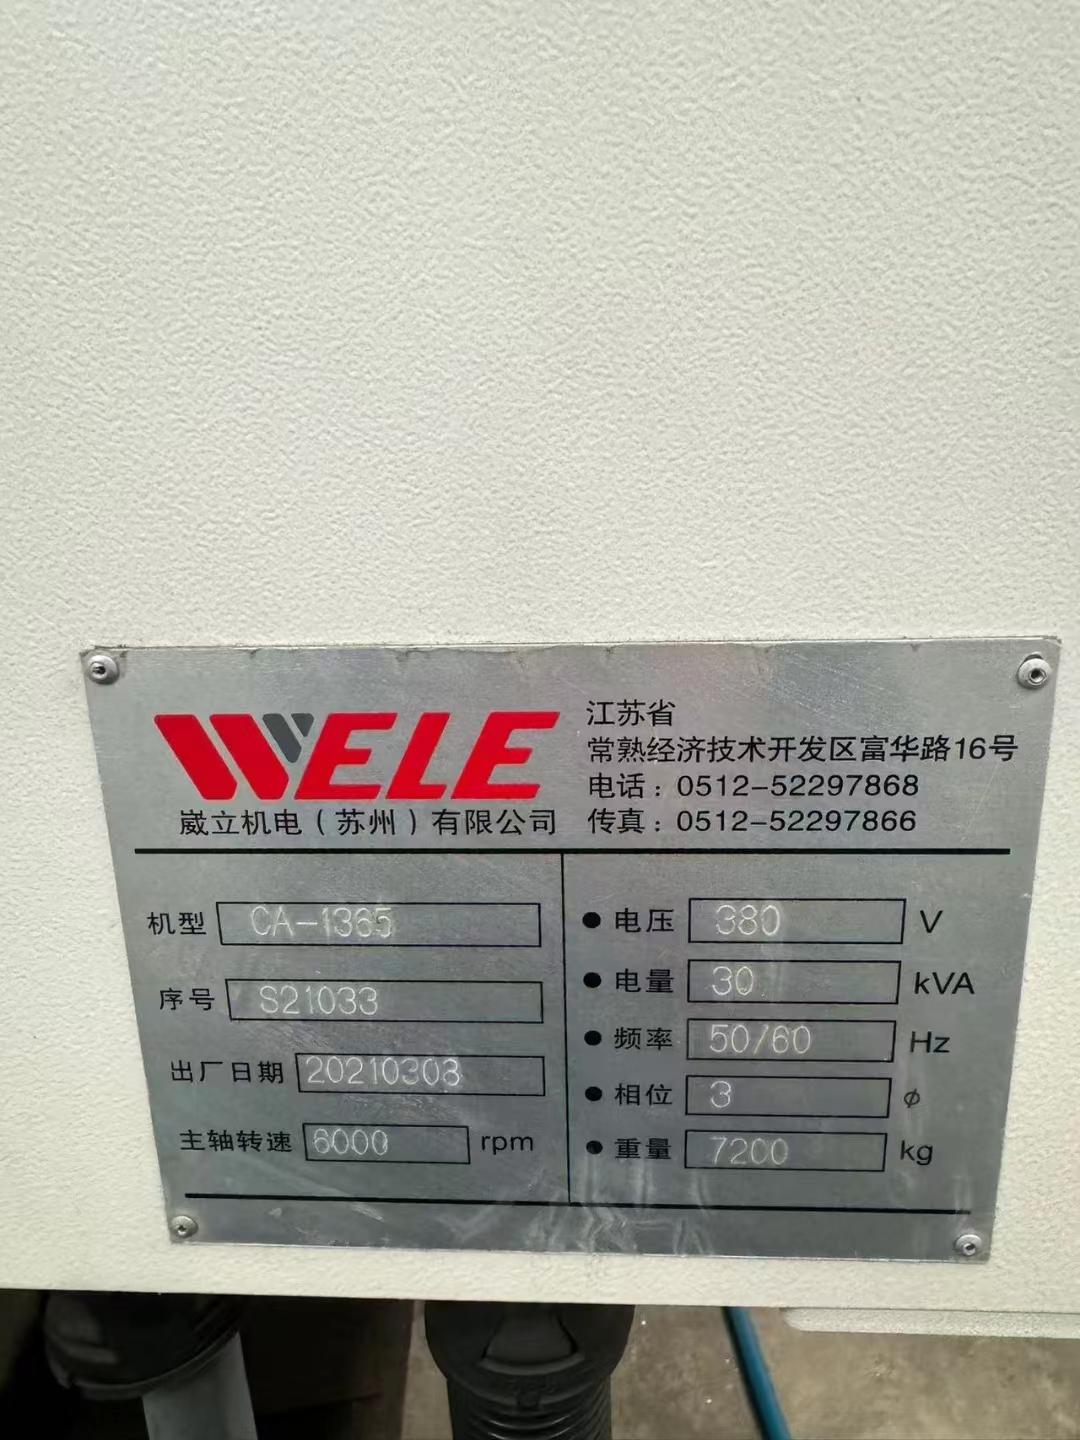 WELE
崴立机电(苏州)有限公司
江苏省
常熟经济技术开发区富华路16号
电话:0512-52297868
传真:0512-52297866
机型 CA-1365
序号 S21033
出厂日期 20210303
主轴转速 6000 rpm
●电压 380 V
●电量 30 kVA
●频率 50/60 Hz
●相位 3 ϕ
●重量 7200 kg